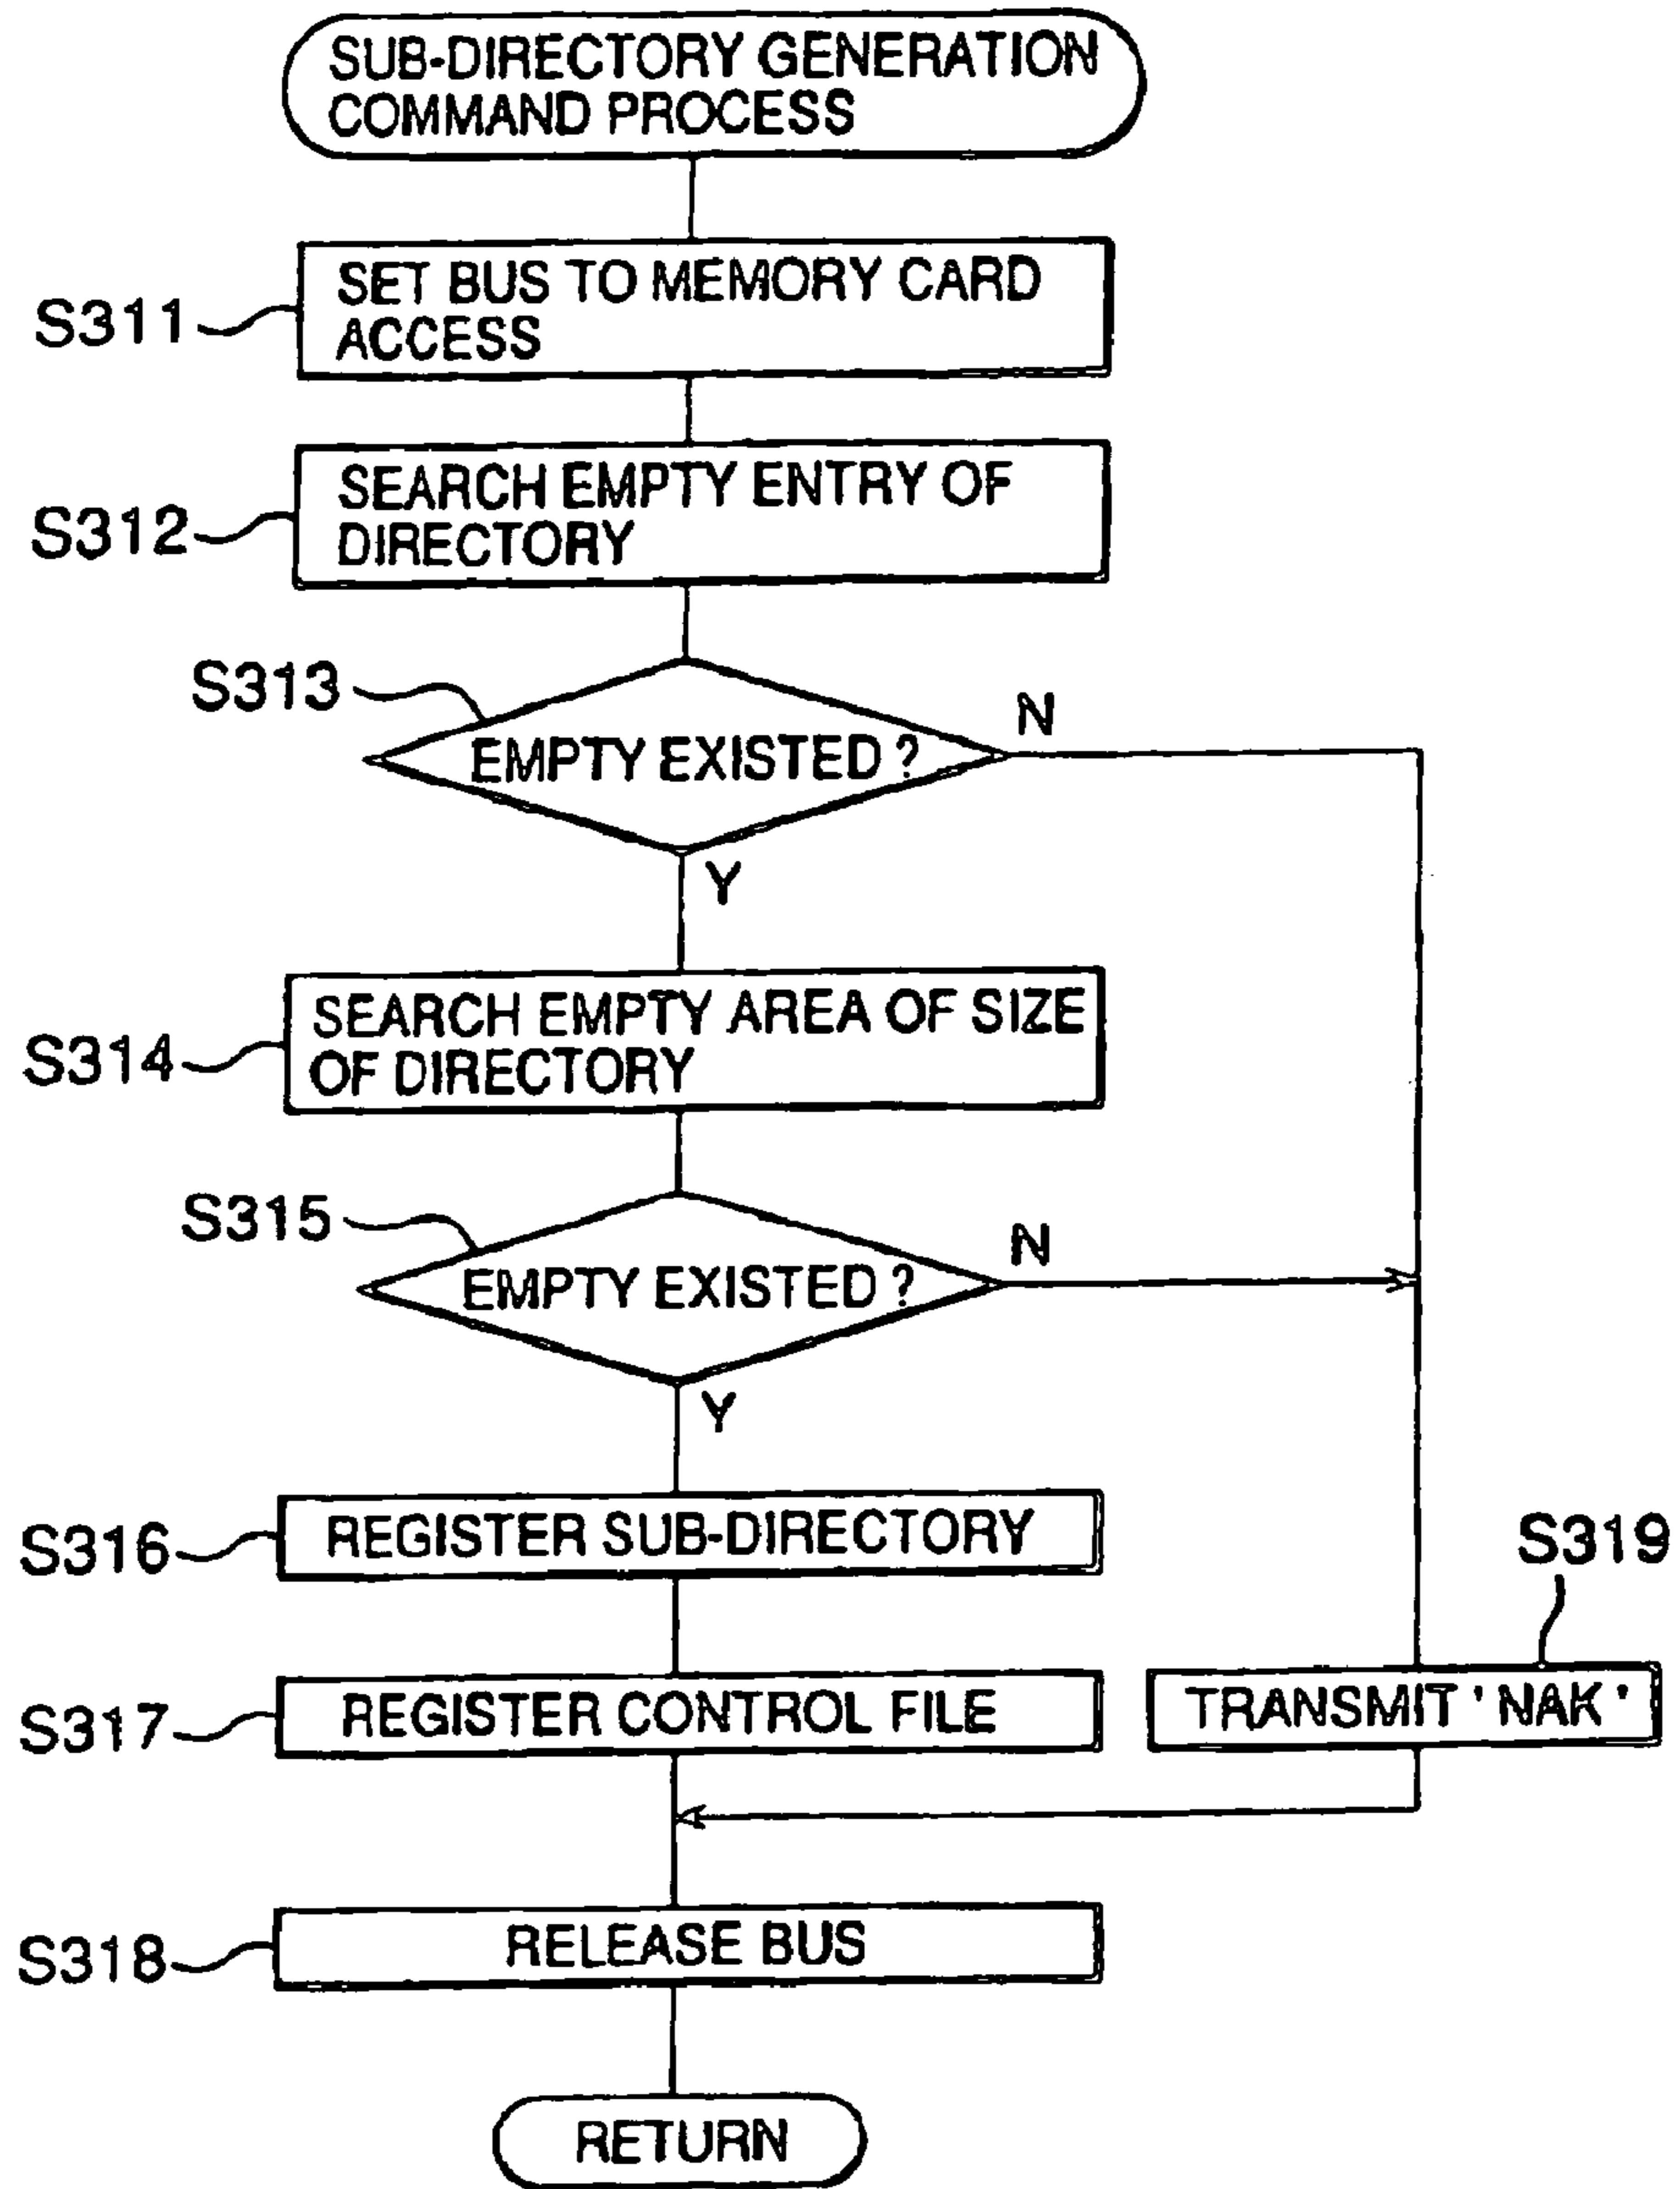 SUB-DIRECTORY GENERATION
COMMAND PROCESS
S311
SET BUS TO MEMORY CARD
ACCESS
S312
SEARCH EMPTY ENTRY OF
DIRECTORY
S313
EMPTY EXISTED ?
N
Y
S314
SEARCH EMPTY AREA OF SIZE
OF DIRECTORY
S315
EMPTY EXISTED ?
N
Y
S316
REGISTER SUB-DIRECTORY
S319
S317
REGISTER CONTROL FILE
TRANSMIT ' NAK '
S318
RELEASE BUS
RETURN